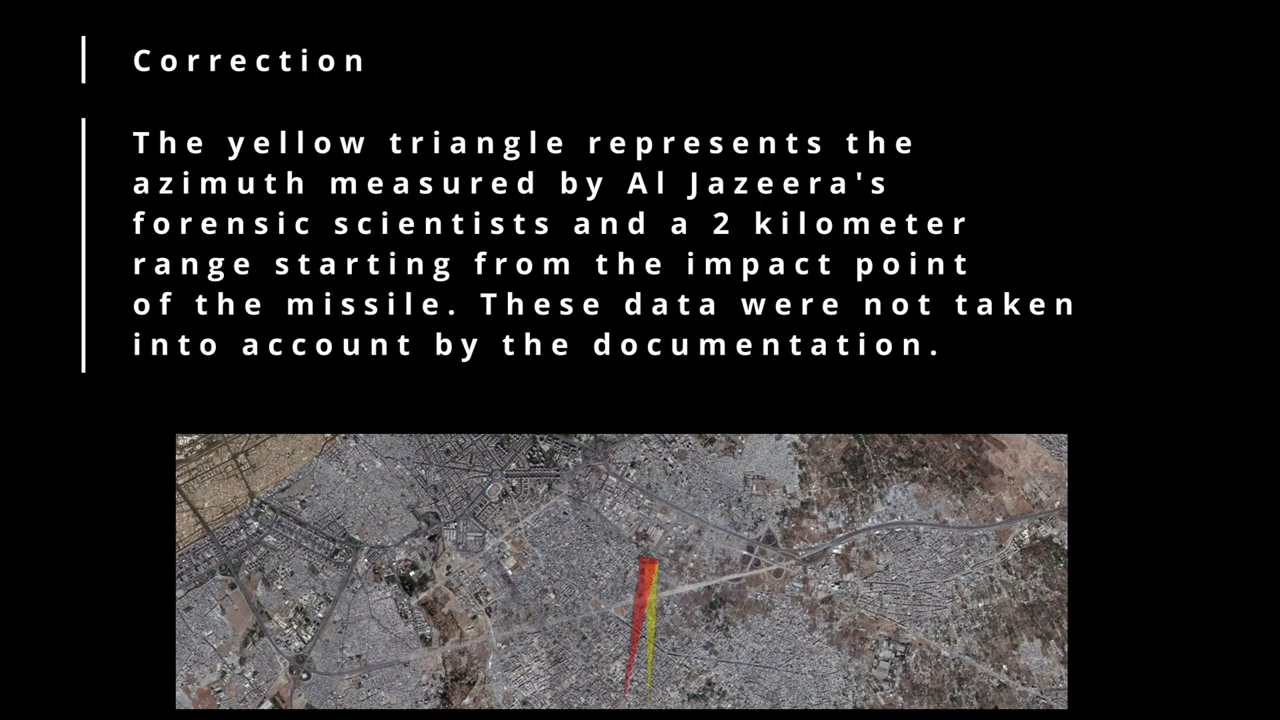 Correction
The yellow triangle represents the
azimuth measured by Al Jazeera's
forensic scientists and a 2 kilometer
range starting from the impact point
of the missile. These data were not taken
into account by the documentation.